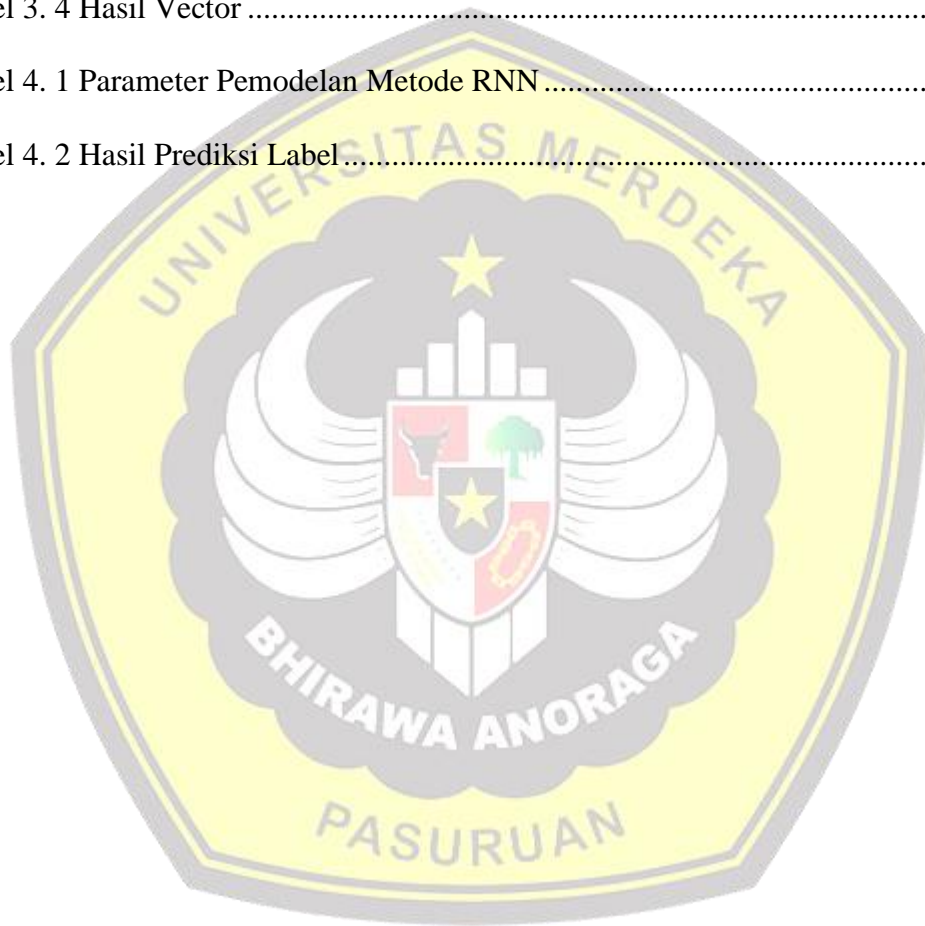 el 3. 4 Hasil Vector ....................................................................................
el 4. 1 Parameter Pemodelan Metode RNN ................................................
el 4. 2 Hasil Prediksi Label .........................................................................
UNIVERSITAS MERDEKA
BHIRAWA ANORAGA
PASURUAN